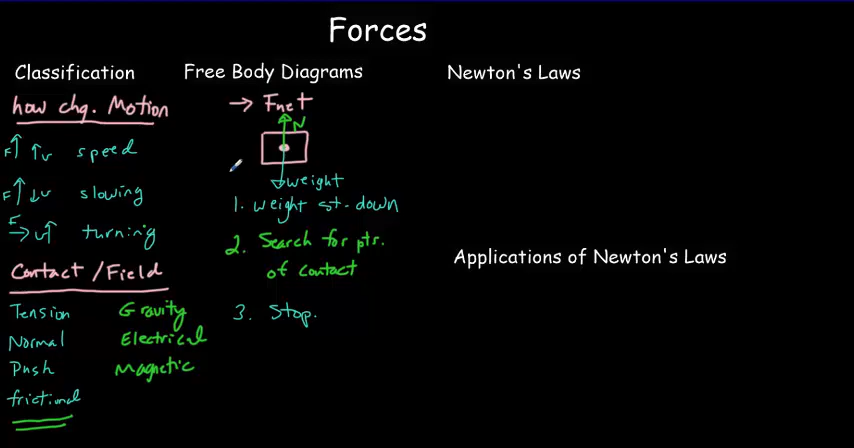 Forces
Classification
how chg. Motion
F v speed
F v slowing
F v turning
Contact / Field
Tension Gravity
Normal Electrical
Push Magnetic
frictional
Free Body Diagrams
→ Fnet
N
weight
1. weight st. down
2. Search for pts.
of contact
3. Stop.
Newton's Laws
Applications of Newton's Laws